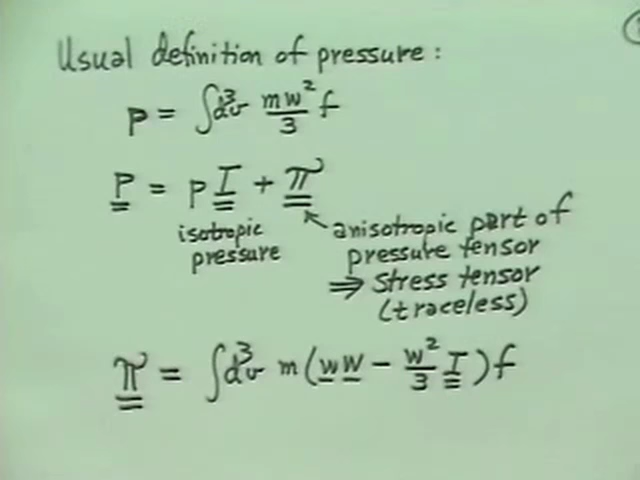 Usual definition of pressure:
p = ∫d³v mw²/3 f
P = p I + π
isotropic pressure
anisotropic part of
pressure tensor
⇒ stress tensor
(traceless)
π = ∫d³v m(ww − w²/3 I)f